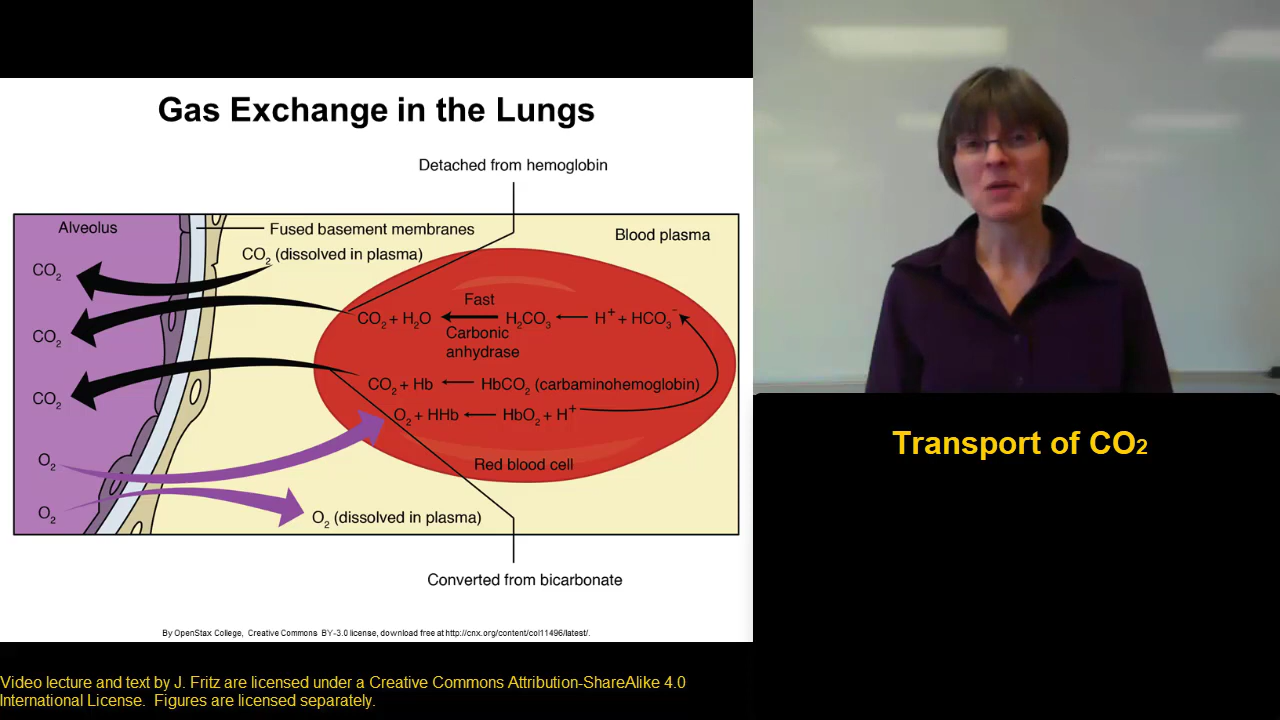 Gas Exchange in the Lungs
Detached from hemoglobin
Alveolus
Fused basement membranes
Blood plasma
CO₂ (dissolved in plasma)
CO₂
Fast
CO₂ + H₂O ← H₂CO₃ ← H⁺ + HCO₃⁻
Carbonic
anhydrase
CO₂
CO₂ + Hb ← HbCO₂ (carbaminohemoglobin)
CO₂
O₂ + HHb ← HbO₂ + H⁺
O₂
Red blood cell
O₂
O₂ (dissolved in plasma)
Converted from bicarbonate
By OpenStax College, Creative Commons BY-3.0 license, download free at http://cnx.org/content/col11496/latest/.
Transport of CO₂
Video lecture and text by J. Fritz are licensed under a Creative Commons Attribution-ShareAlike 4.0
International License. Figures are licensed separately.